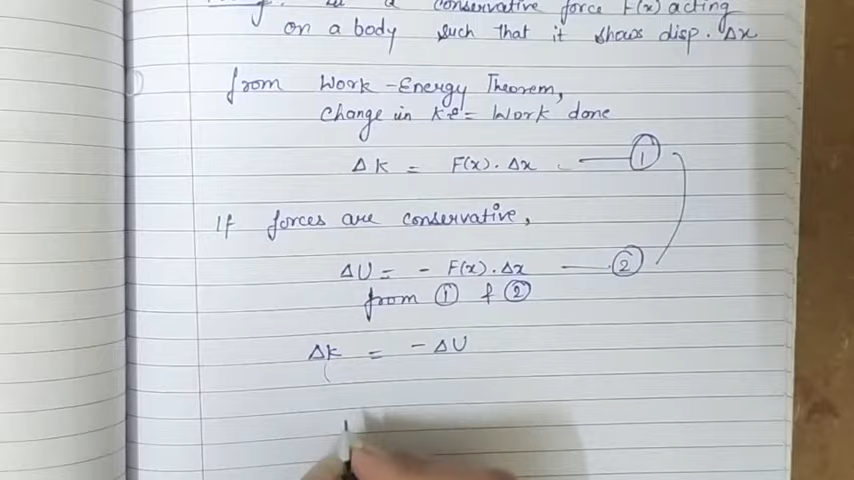 conservative force F(x) acting
on a body such that it shows disp. Δx
from Work-Energy Theorem,
Change in K.E = Work done
ΔK = F(x). Δx ①
If forces are conservative,
ΔU = - F(x). Δx ②
from ① & ②
ΔK = - ΔU